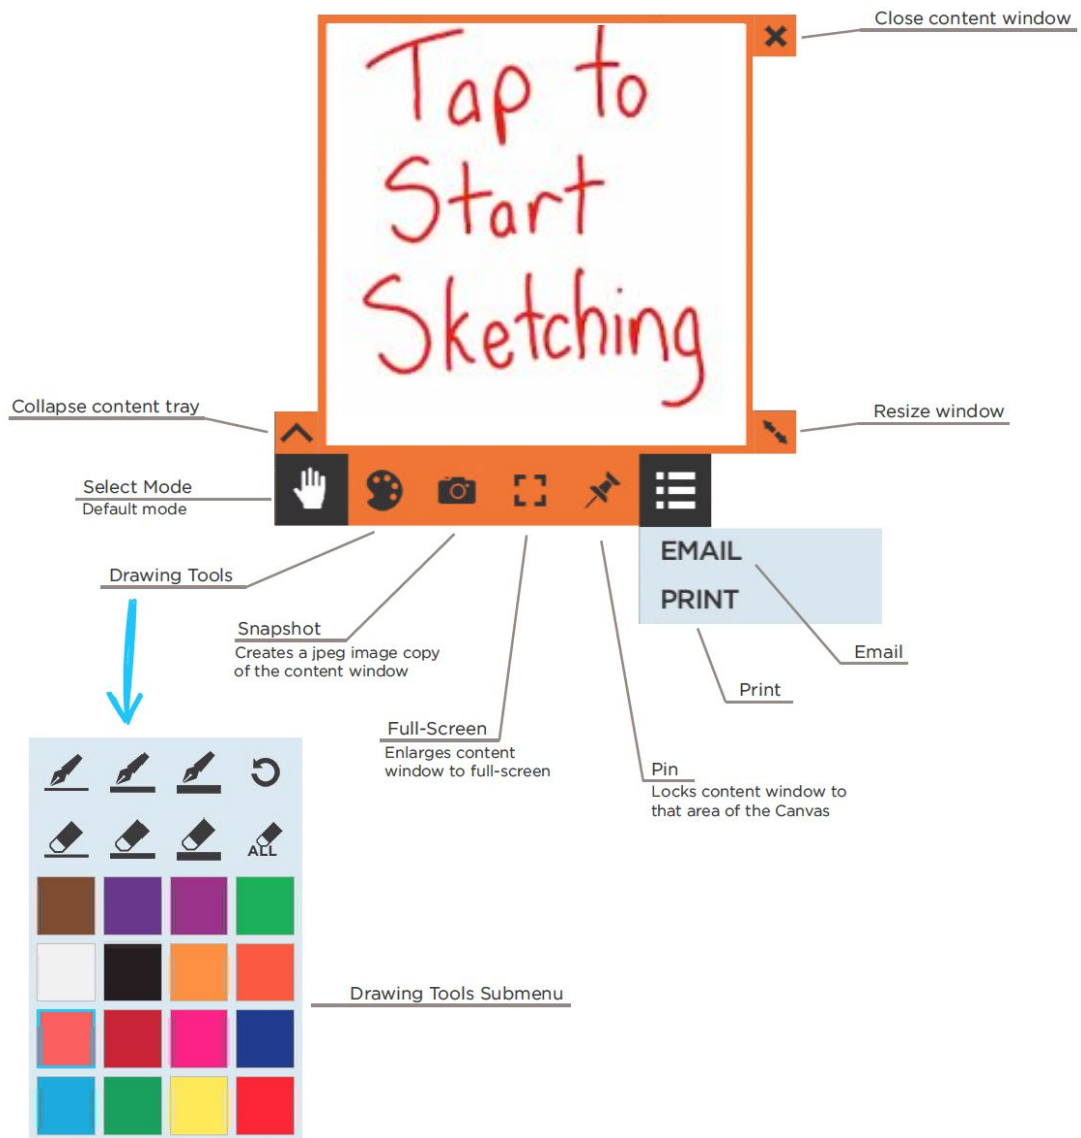 Close content window
Tap to
Start
Sketching
Collapse content tray
Resize window
Select Mode
Default mode
EMAIL
PRINT
Drawing Tools
Snapshot
Creates a jpeg image copy
of the content window
Email
Print
Full-Screen
Enlarges content
window to full-screen
Pin
Locks content window to
that area of the Canvas
ALL
Drawing Tools Submenu